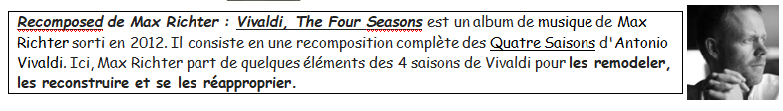 Recomposed de Max Richter : Vivaldi, The Four Seasons est un album de musique de Max
Richter sorti en 2012. Il consiste en une recomposition complète des Quatre Saisons d'Antonio
Vivaldi. Ici, Max Richter part de quelques éléments des 4 saisons de Vivaldi pour les remodeler,
les reconstruire et se les réapproprier.